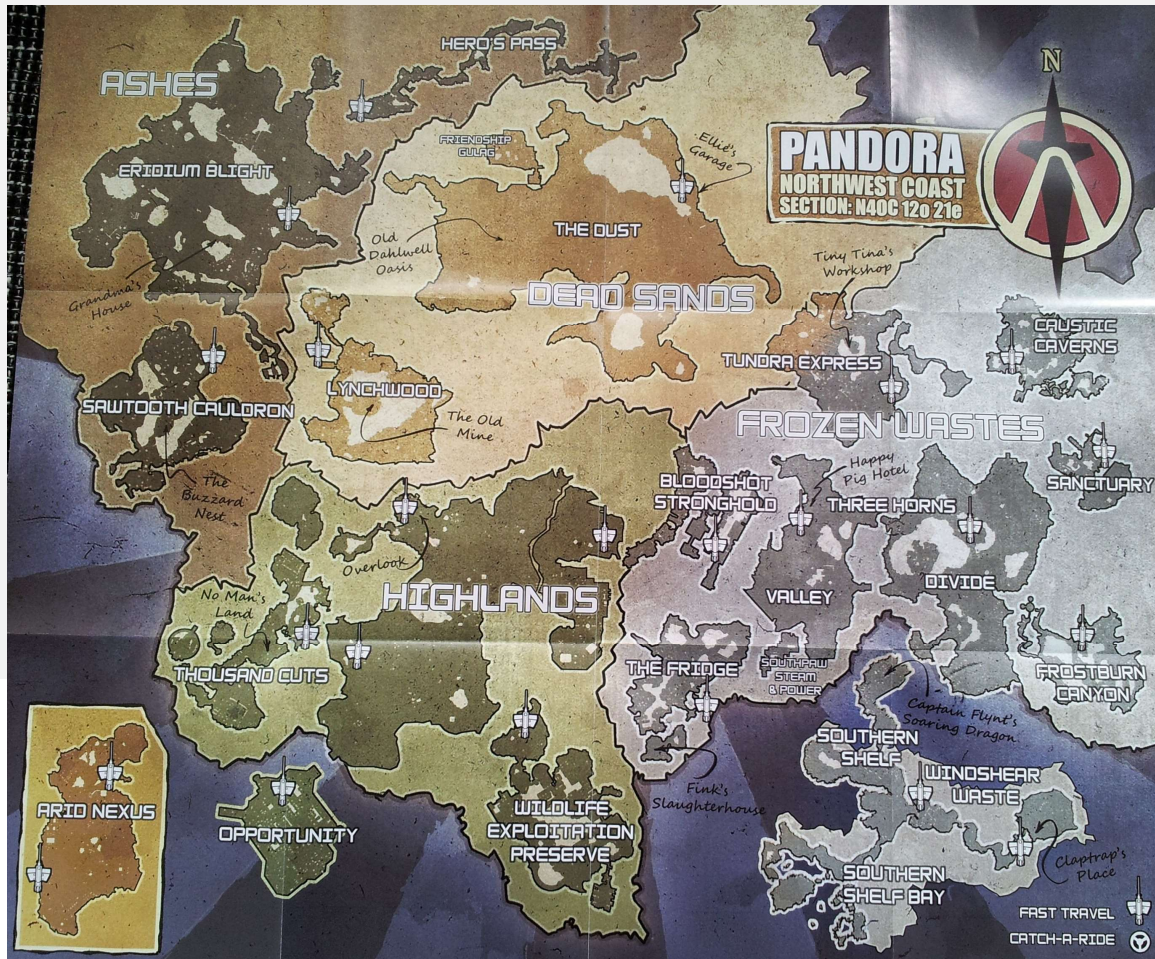 HERO'S PASS
N
ASHES
FRIENDSHIP
GULAG
Ellie's
Garage
PANDORA
NORTHWEST COAST
SECTION: N40C 12o 21e
ERIDIUM BLIGHT
THE DUST
Old
Dahlwell
Oasis
Tiny Tina's
Workshop
Grandma's
House
DEAD SANDS
CAUSTIC
CAVERNS
TUNDRA EXPRESS
LYNCHWOOD
SAWTOOTH CAULDRON
The Old
Mine
FROZEN WASTES
The
Buzzard
Nest
BLOODSHOT
STRONGHOLD
Happy
Pig Hotel
THREE HORNS
SANCTUARY
Overlook
DIVIDE
VALLEY
HIGHLANDS
No Man's
Land
THOUSAND CUTS
THE FRIDGE
SOUTHPAW
STEAM
& POWER
FROSTBURN
CANYON
Captain Flynt's
Soaring Dragon
SOUTHERN
SHELF
WINDSHEAR
WASTE
Fink's
Slaughterhouse
ARID NEXUS
OPPORTUNITY
WILDLIFE
EXPLOITATION
PRESERVE
Claptrap's
Place
SOUTHERN
SHELF BAY
FAST TRAVEL
CATCH-A-RIDE